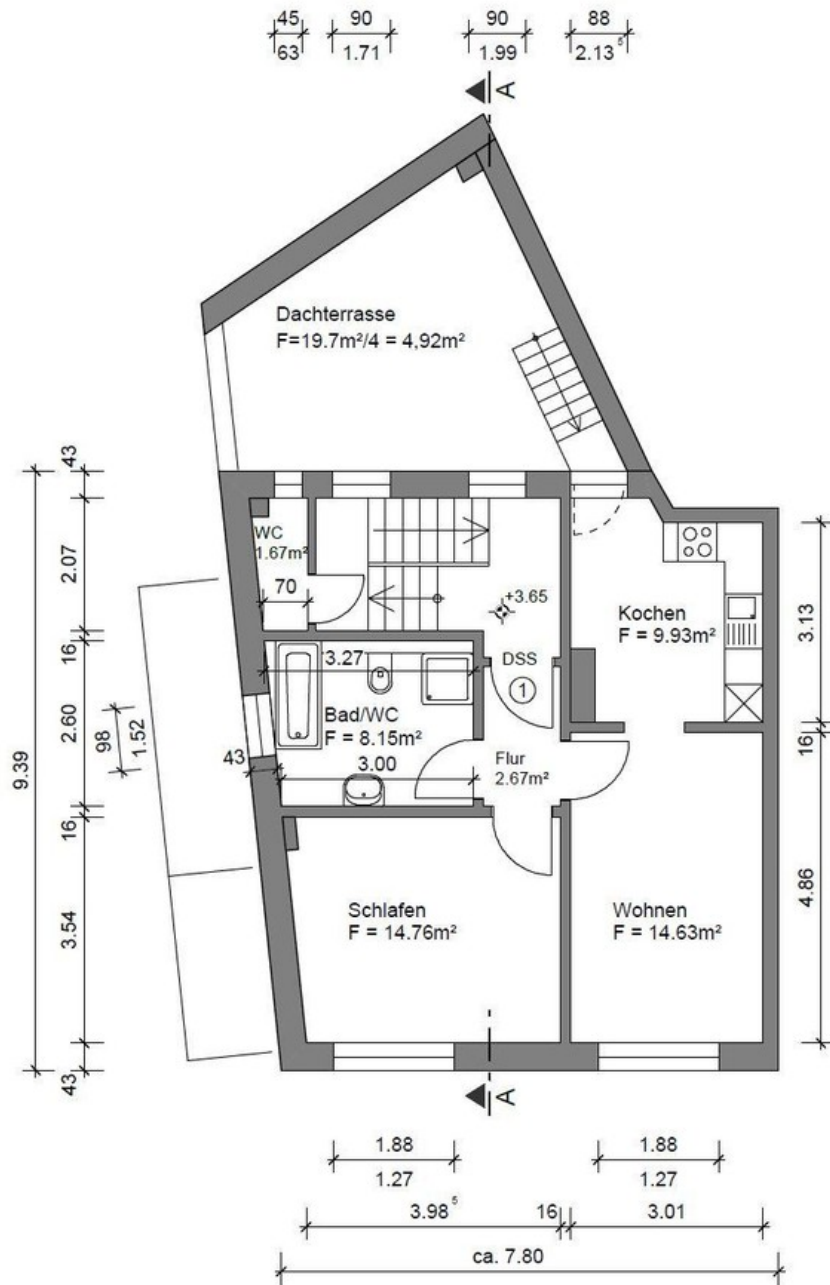 45 90 90 88
63 1.71 1.99 2.13⁵
A
Dachterrasse
F=19.7m²/4 = 4,92m²
43
WC
1.67m²
2.07
70
+3.65
Kochen
F = 9.93m²
3.13
16
3.27
DSS
1
Bad/WC
F = 8.15m²
2.60
98
1.52
43
3.00
Flur
2.67m²
16
9.39
16
Schlafen
F = 14.76m²
Wohnen
F = 14.63m²
4.86
3.54
43
A
1.88 1.88
1.27 1.27
3.98⁵ 16 3.01
ca. 7.80